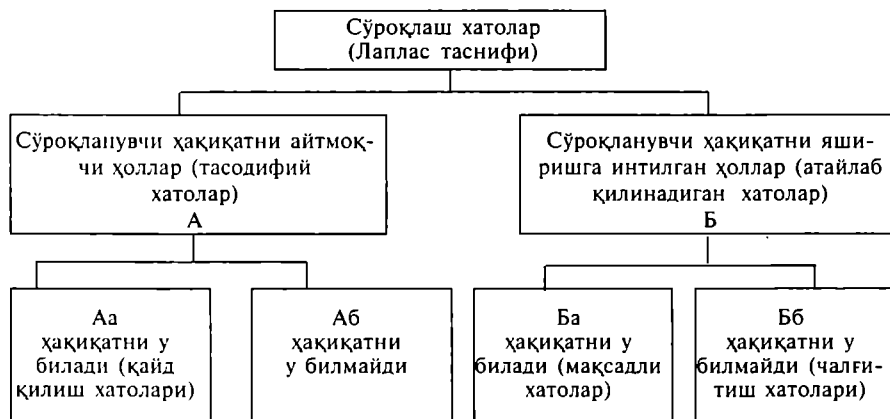 Сўроқлаш хатолар
(Лаплас таснифи)
Сўроқланувчи ҳақиқатни айтмоқ-
чи ҳоллар (тасодифий
хатолар)
А
Сўроқланувчи ҳақиқатни яши-
ришга интилган ҳоллар (атайлаб
қилинадиган хатолар)
Б
Аа
ҳақиқатни у
билади (қайд
қилиш хатолари)
Аб
ҳақиқатни
у билмайди
Ба
ҳақиқатни у
билади (мақсадли
хатолар)
Бб
ҳақиқатни у
билмайди (чалғи-
тиш хатолари)